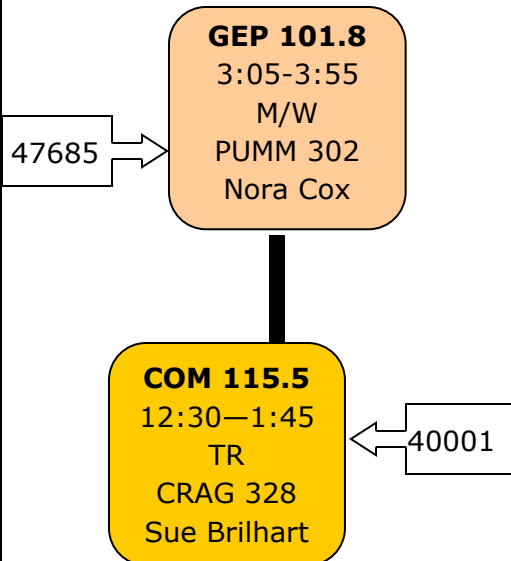 GEP 101.8
3:05-3:55
M/W
PUMM 302
Nora Cox
47685
COM 115.5
12:30—1:45
TR
CRAG 328
Sue Brilhart
40001